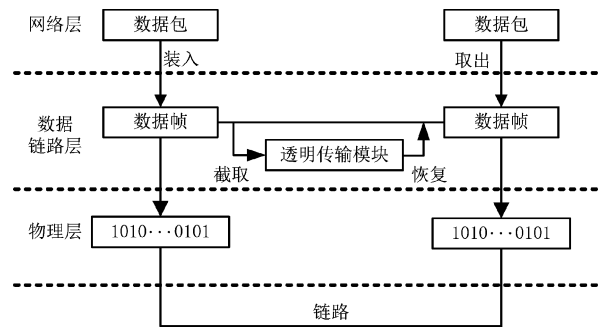 网络层
数据包
数据包
装入
取出
数据
链路层
数据帧
数据帧
透明传输模块
截取
恢复
物理层
1010···0101
1010···0101
链路